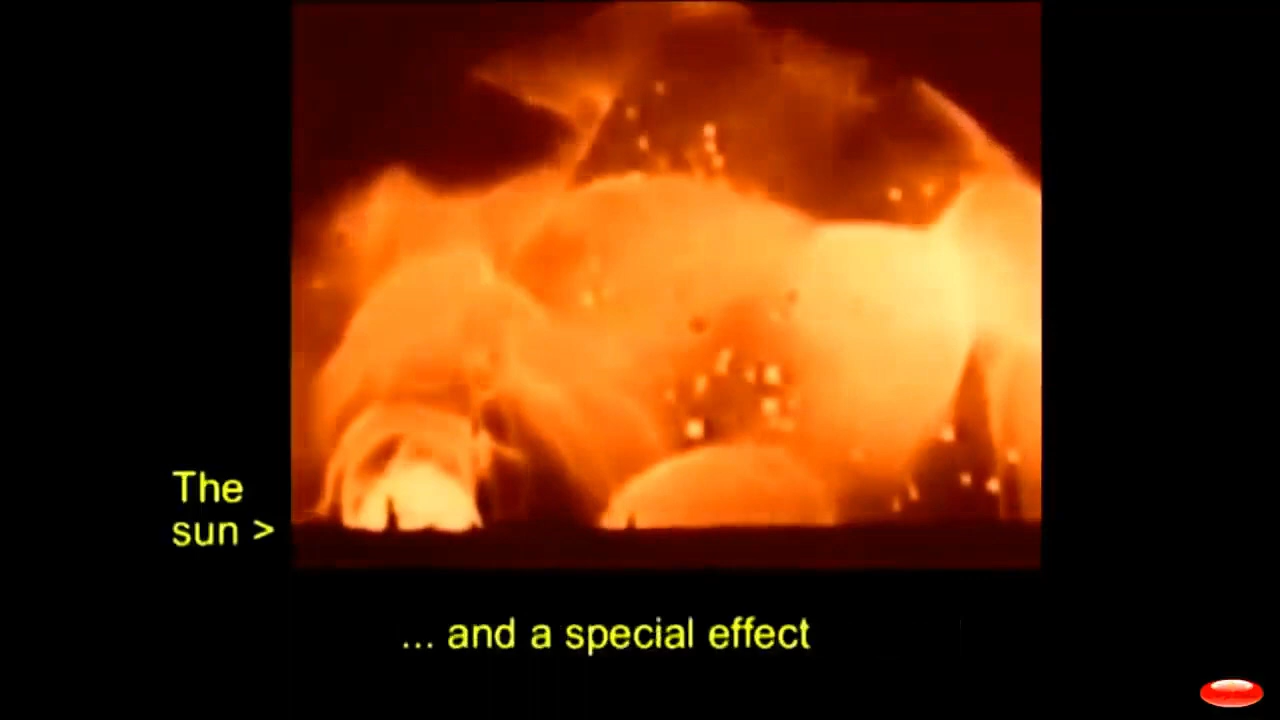 The
sun >
... and a special effect